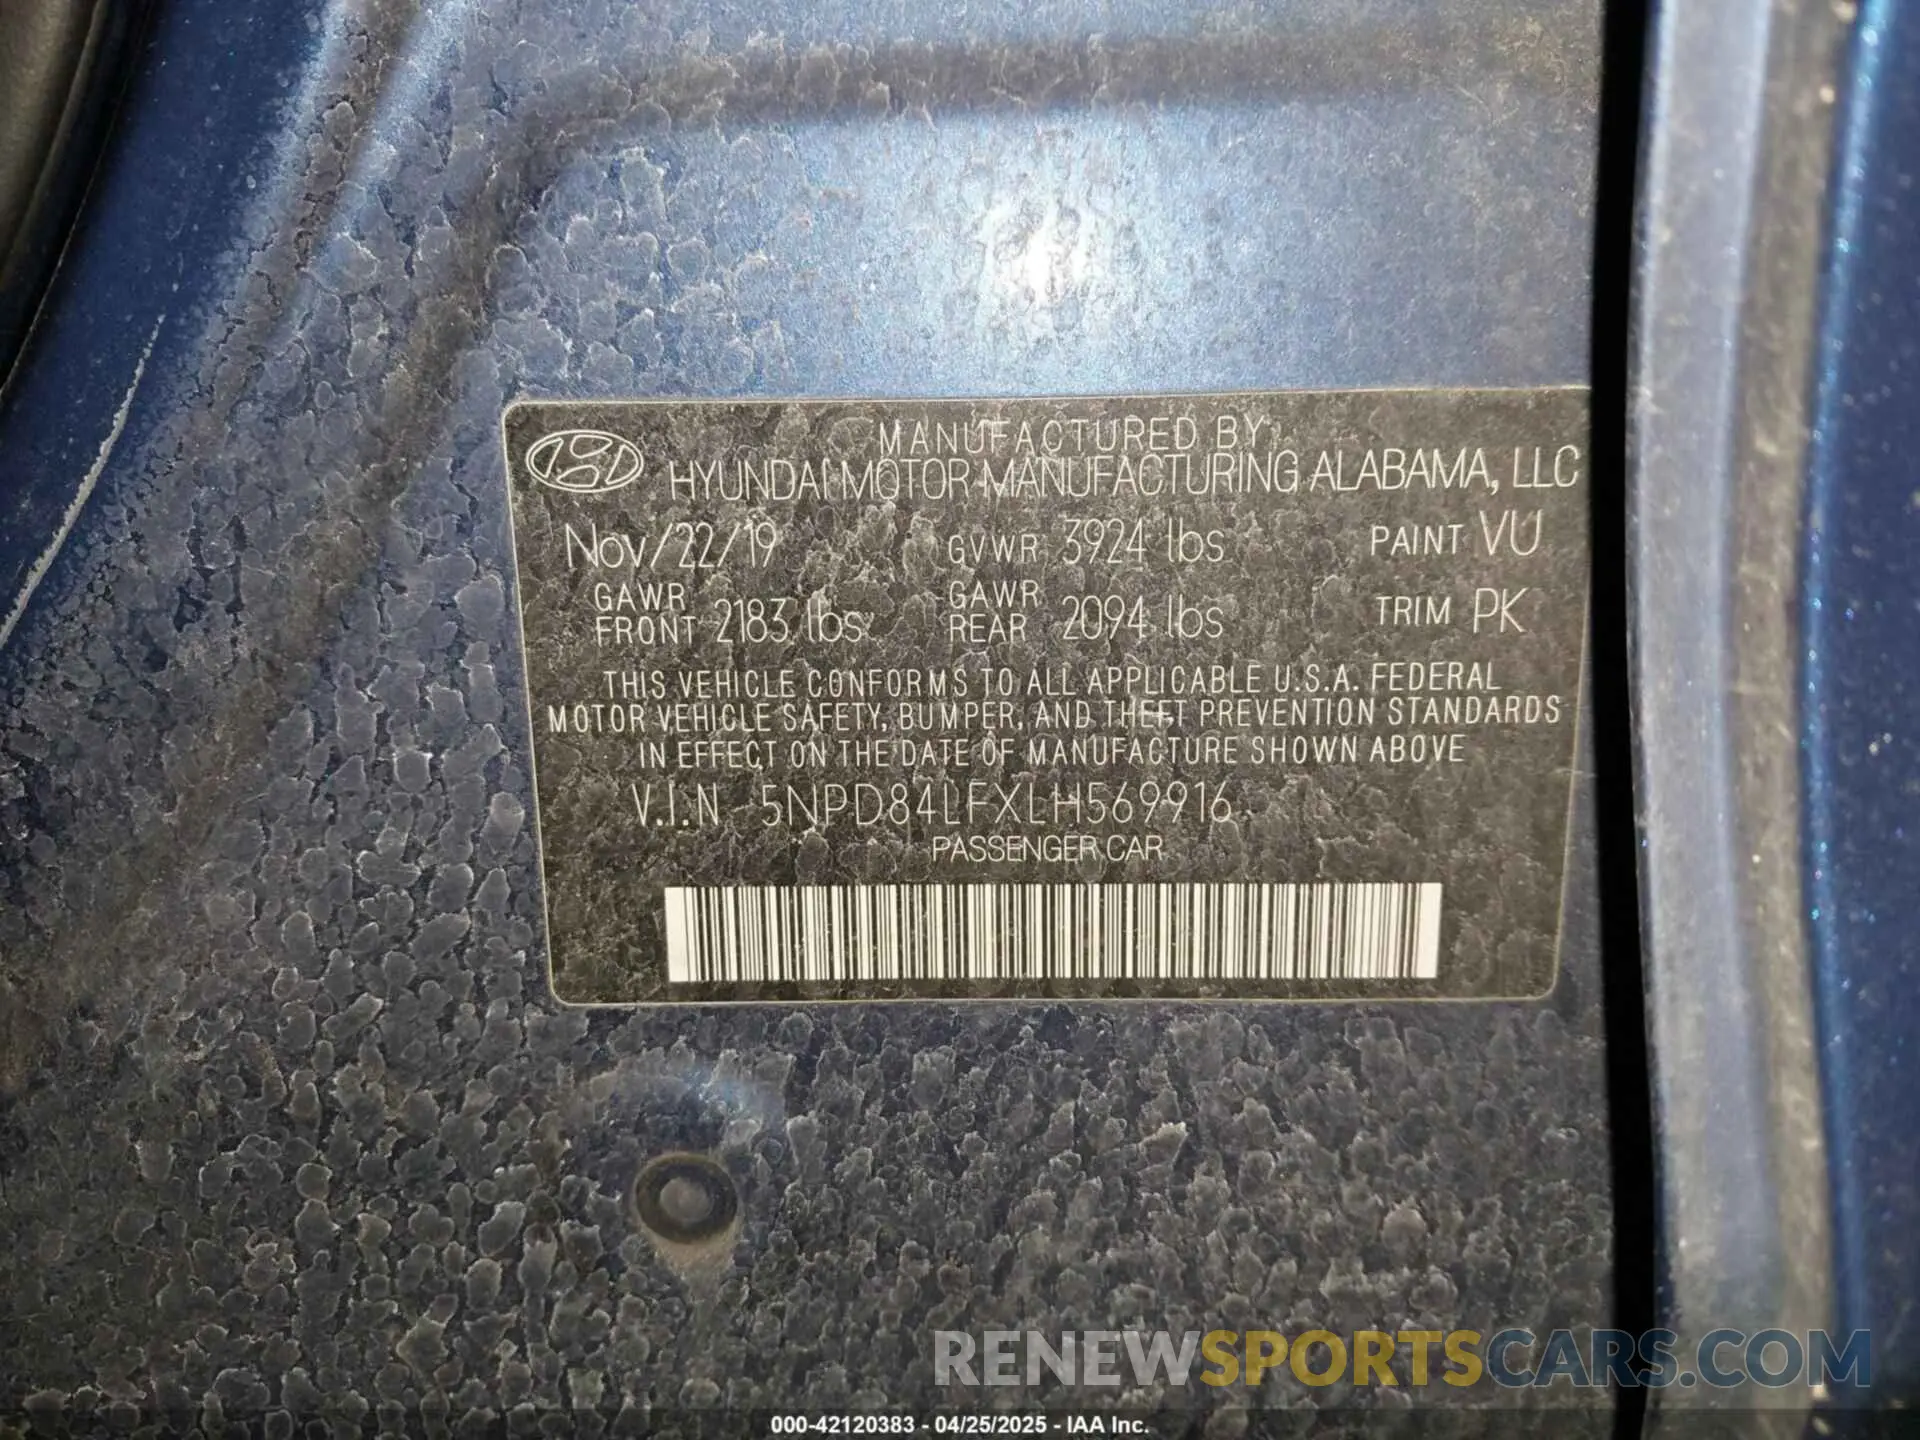 MANUFACTURED BY
HYUNDAI MOTOR MANUFACTURING ALABAMA, LLC
Nov/22/19 GVWR 3924 lbs PAINT VU
GAWR FRONT 2183 lbs GAWR REAR 2094 lbs TRIM PK
THIS VEHICLE CONFORMS TO ALL APPLICABLE U.S.A. FEDERAL
MOTOR VEHICLE SAFETY, BUMPER, AND THEFT PREVENTION STANDARDS
IN EFFECT ON THE DATE OF MANUFACTURE SHOWN ABOVE
V.I.N 5NPD84LFXLH569916
PASSENGER CAR
RENEWSPORTSCARS.COM
000-42120383 - 04/25/2025 - IAA Inc.